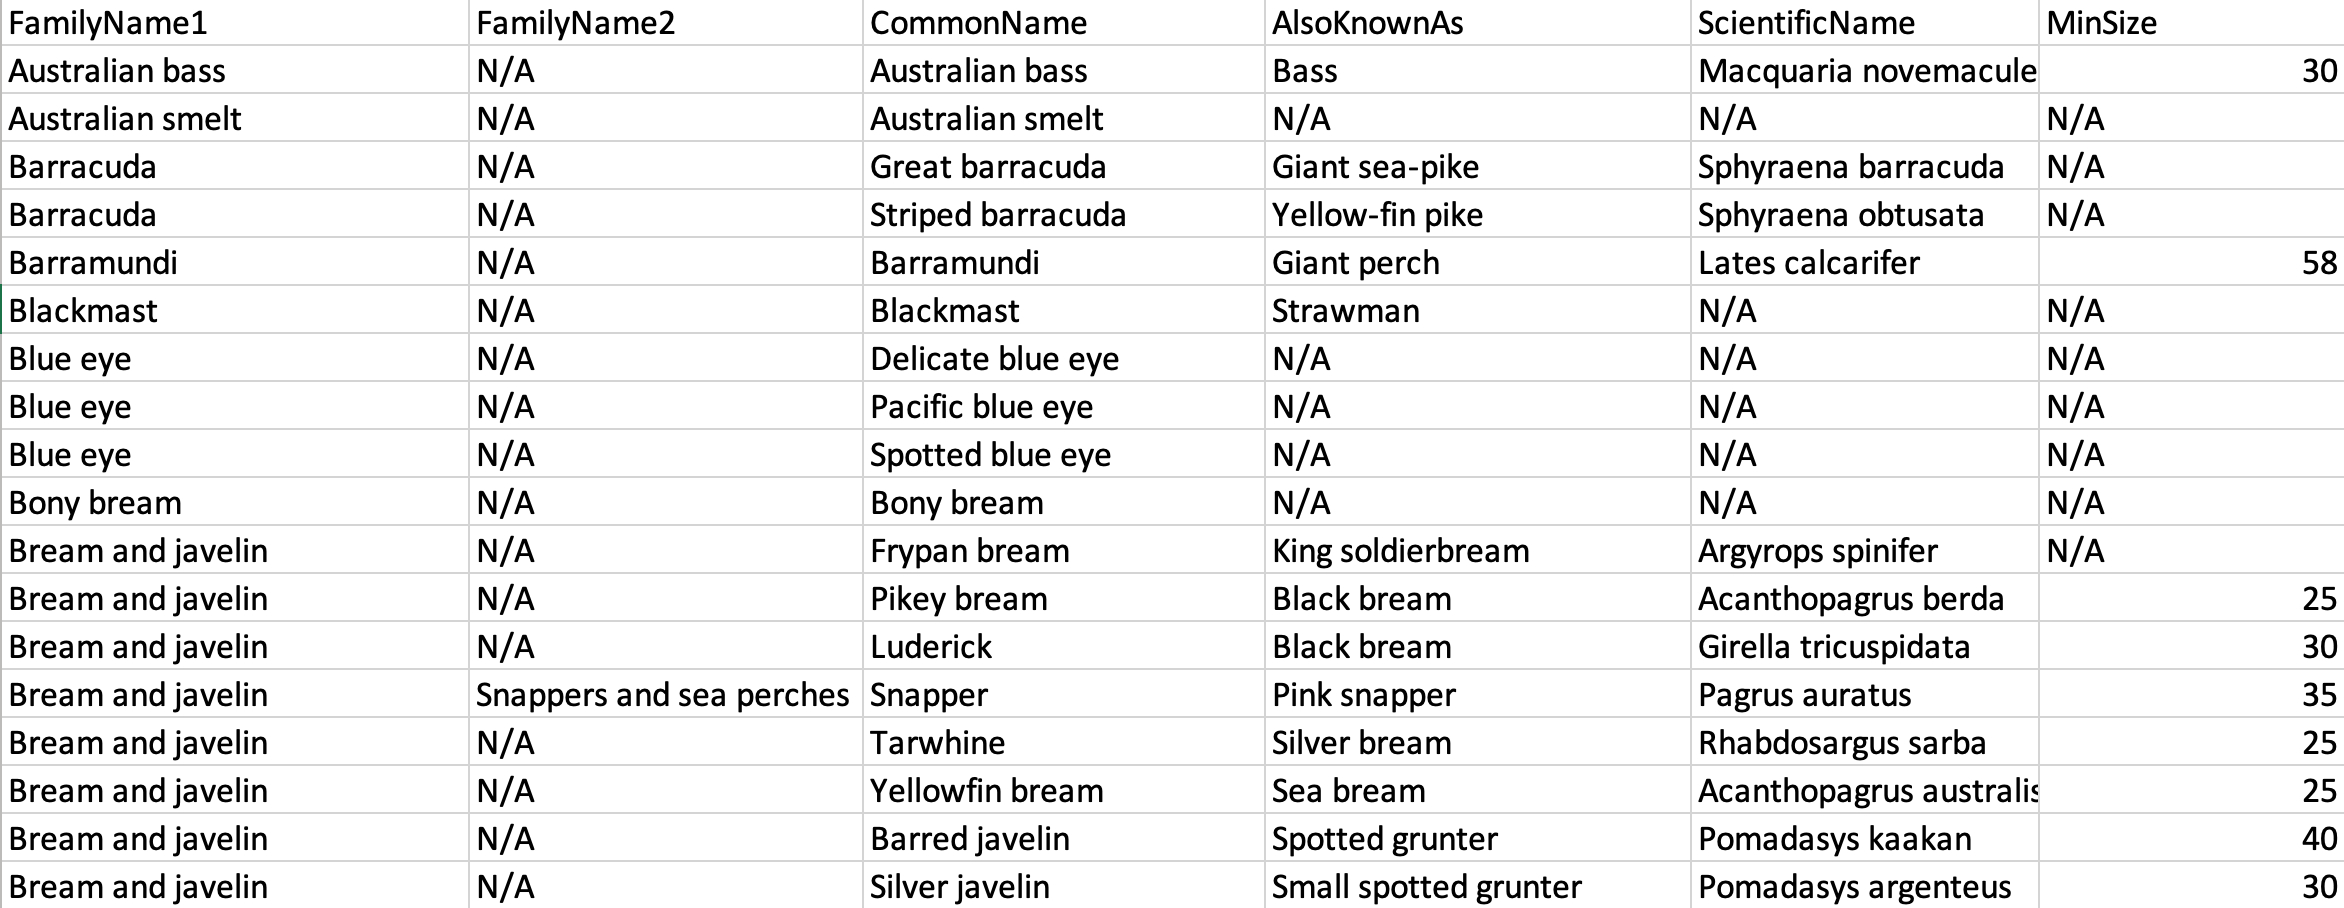 FamilyName1 FamilyName2 CommonName AlsoKnownAs ScientificName MinSize
Australian bass N/A Australian bass Bass Macquaria novemacule 30
Australian smelt N/A Australian smelt N/A N/A N/A
Barracuda N/A Great barracuda Giant sea-pike Sphyraena barracuda N/A
Barracuda N/A Striped barracuda Yellow-fin pike Sphyraena obtusata N/A
Barramundi N/A Barramundi Giant perch Lates calcarifer 58
Blackmast N/A Blackmast Strawman N/A N/A
Blue eye N/A Delicate blue eye N/A N/A N/A
Blue eye N/A Pacific blue eye N/A N/A N/A
Blue eye N/A Spotted blue eye N/A N/A N/A
Bony bream N/A Bony bream N/A N/A N/A
Bream and javelin N/A Frypan bream King soldierbream Argyrops spinifer N/A
Bream and javelin N/A Pikey bream Black bream Acanthopagrus berda 25
Bream and javelin N/A Luderick Black bream Girella tricuspidata 30
Bream and javelin Snappers and sea perches Snapper Pink snapper Pagrus auratus 35
Bream and javelin N/A Tarwhine Silver bream Rhabdosargus sarba 25
Bream and javelin N/A Yellowfin bream Sea bream Acanthopagrus australis 25
Bream and javelin N/A Barred javelin Spotted grunter Pomadasys kaakan 40
Bream and javelin N/A Silver javelin Small spotted grunter Pomadasys argenteus 30